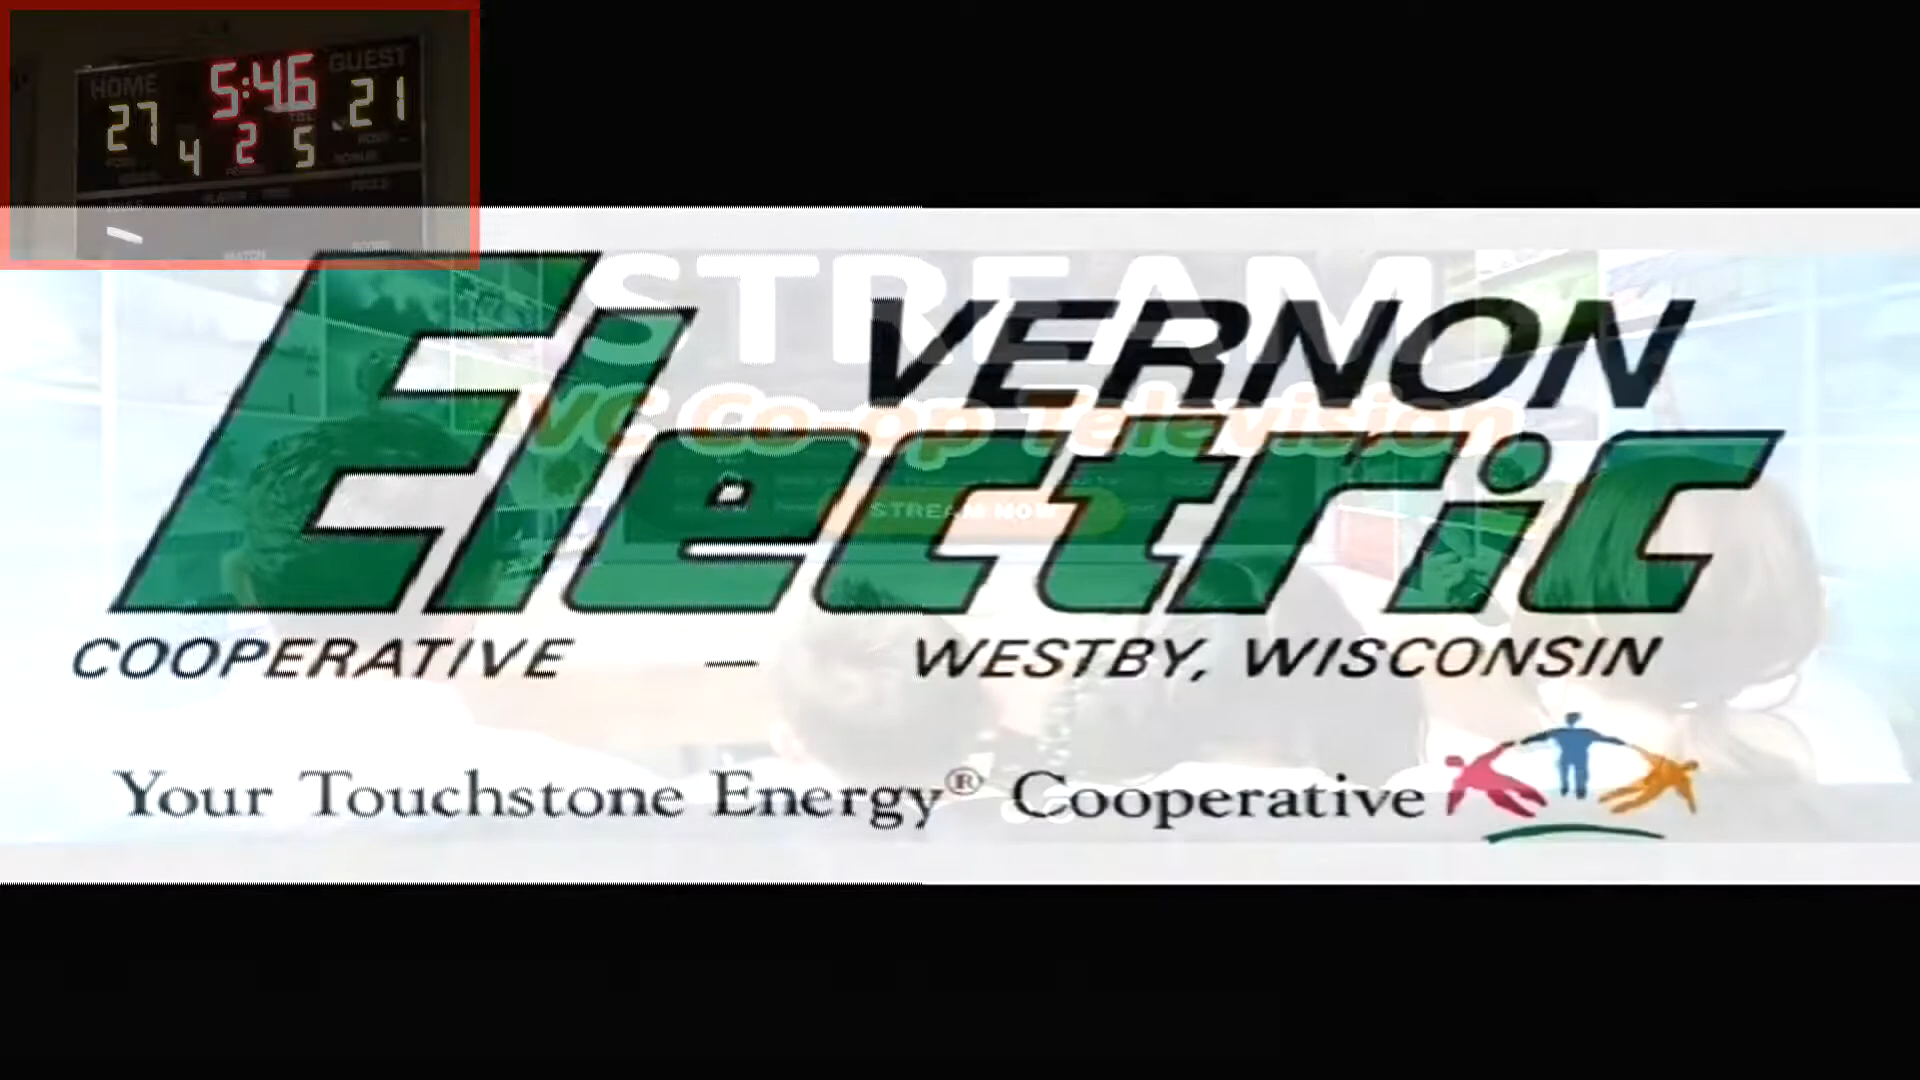 HOME 5:46 GUEST
27 21
4 2 5
STREAM
VERNON
VC Co-op Television
Electric
STREAM NOW
COOPERATIVE — WESTBY, WISCONSIN
Your Touchstone Energy® Cooperative